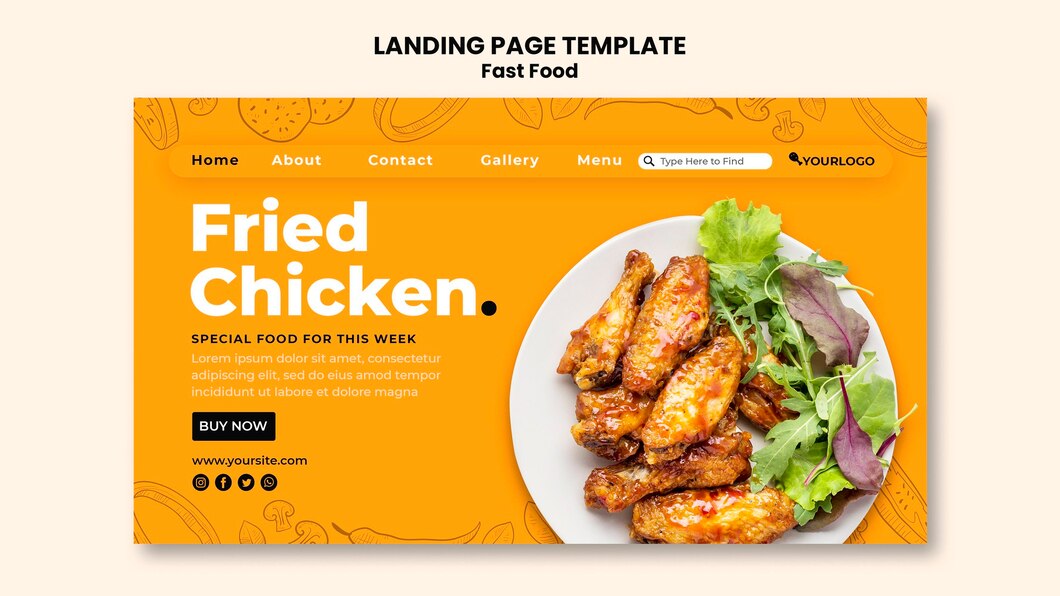 LANDING PAGE TEMPLATE
Fast Food
Home About Contact Gallery Menu Type Here to Find YOURLOGO
Fried
Chicken.
SPECIAL FOOD FOR THIS WEEK
Lorem ipsum dolor sit amet, consectetur
adipiscing elit, sed do eius amod tempor
incididunt ut labore et dolore magna
BUY NOW
www.yoursite.com